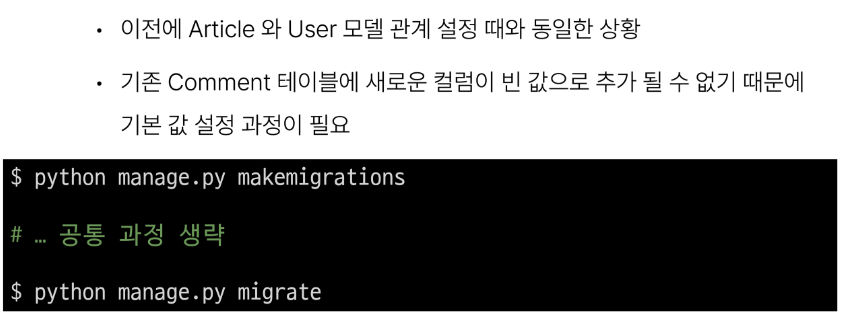 • 이전에 Article 와 User 모델 관계 설정 때와 동일한 상황
• 기존 Comment 테이블에 새로운 컬럼이 빈 값으로 추가 될 수 없기 때문에
기본 값 설정 과정이 필요
$ python manage.py makemigrations
# … 공통 과정 생략
$ python manage.py migrate